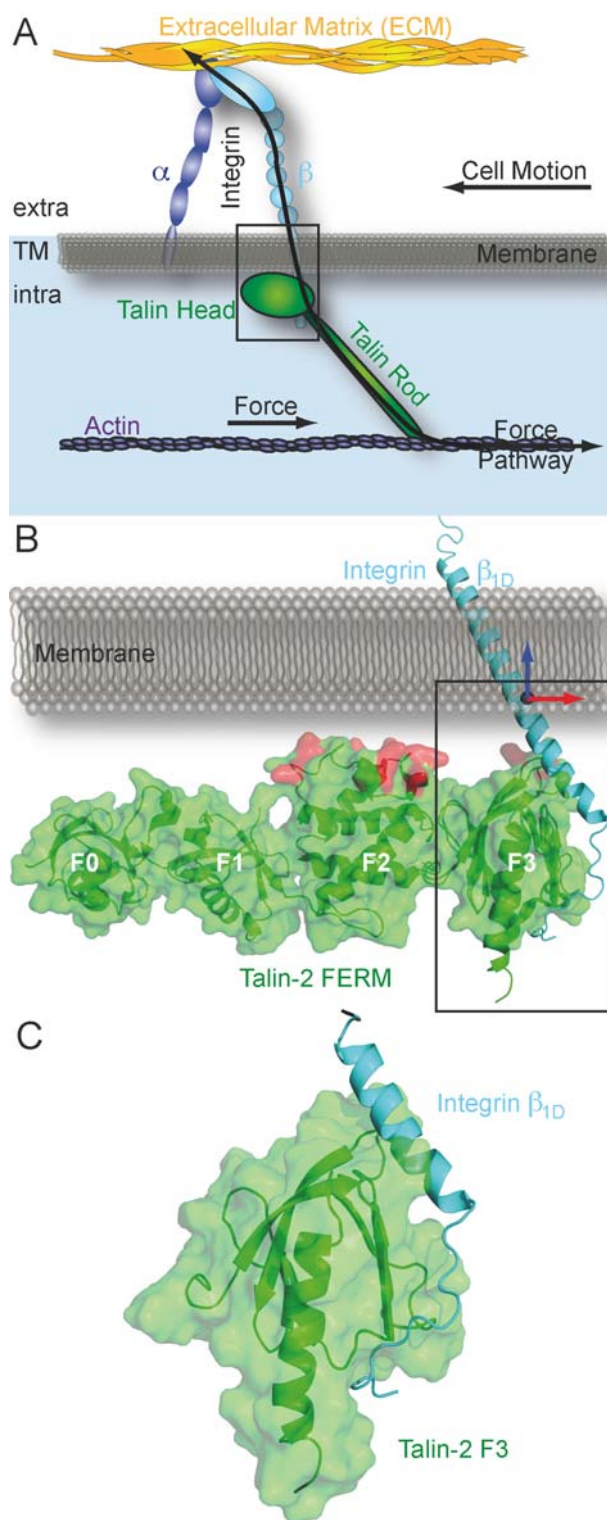 A
Extracellular Matrix (ECM)
α
Integrin
β
Cell Motion
extra
TM
Membrane
intra
Talin Head
Talin Rod
Force
Actin
Force
Pathway
B
Integrin β1D
Membrane
F0
F1
F2
F3
Talin-2 FERM
C
Integrin β1D
Talin-2 F3